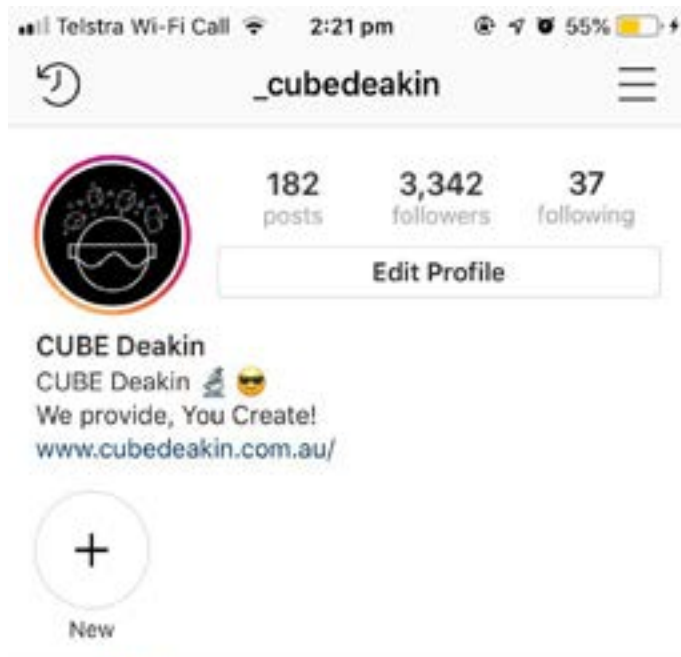 Telstra Wi-Fi Call 2:21 pm 55%
_cubedeakin
182 3,342 37
posts followers following
Edit Profile
CUBE Deakin
CUBE Deakin 🔬 😎
We provide, You Create!
www.cubedeakin.com.au/
+
New